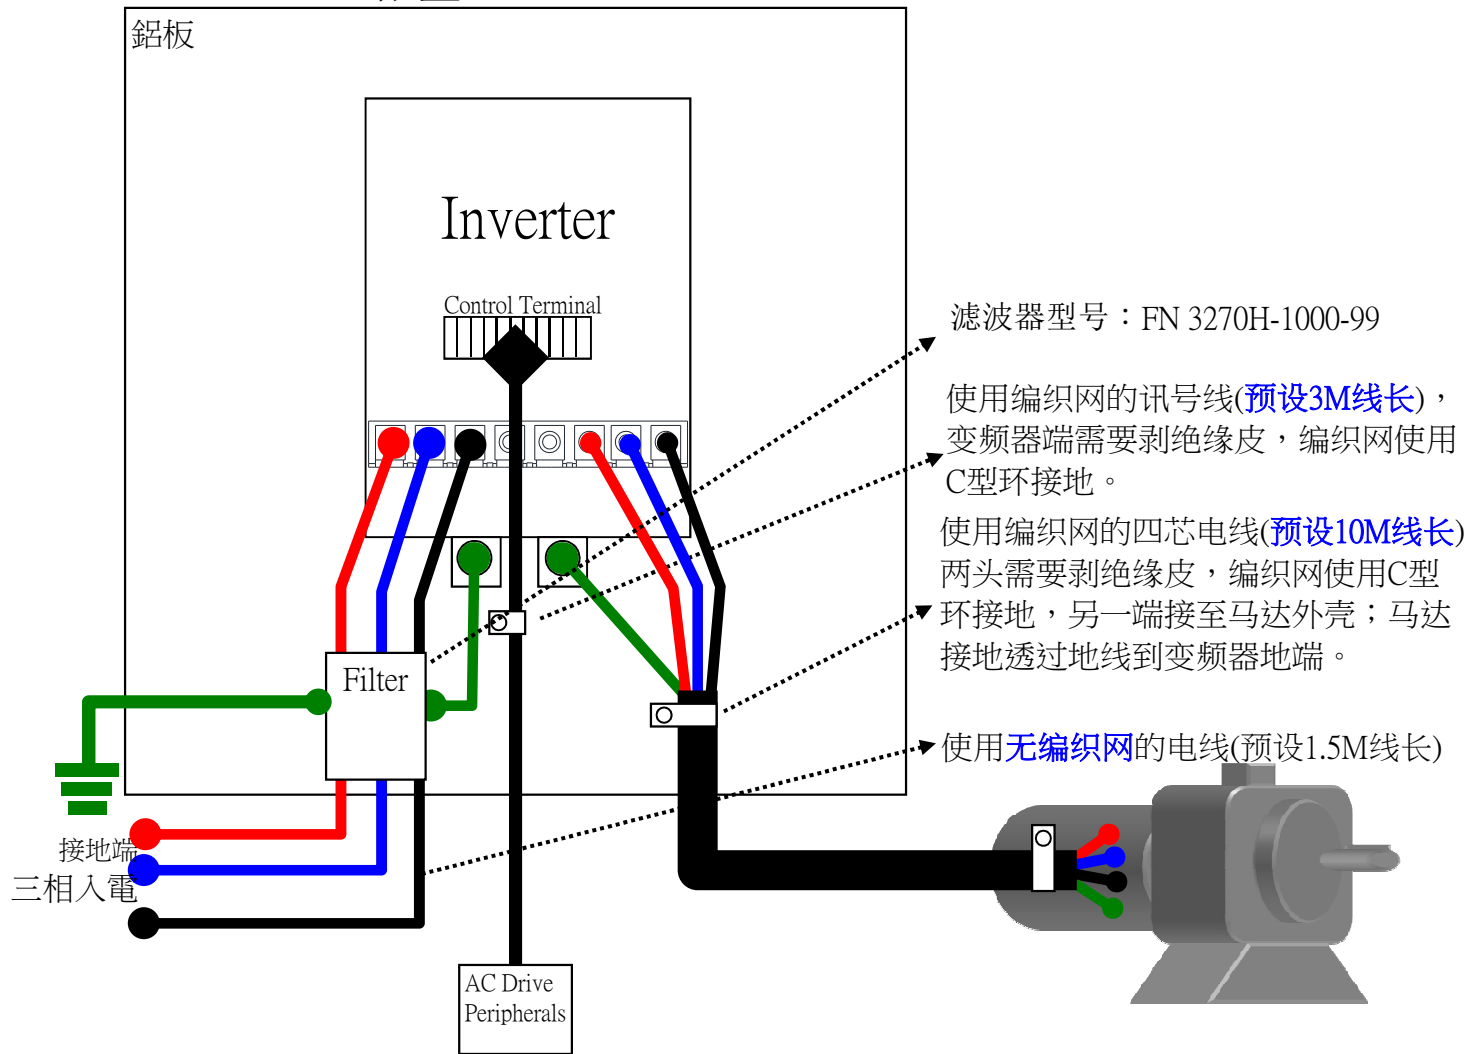 鋁板
Inverter
Control Terminal
滤波器型号：FN 3270H-1000-99
使用编织网的讯号线(预设3M线长)，
变频器端需要剥绝缘皮，编织网使用
C型环接地。
使用编织网的四芯电线(预设10M线长)
两头需要剥绝缘皮，编织网使用C型
环接地，另一端接至马达外壳；马达
接地透过地线到变频器地端。
Filter
使用无编织网的电线(预设1.5M线长)
接地端
三相入電
AC Drive
Peripherals